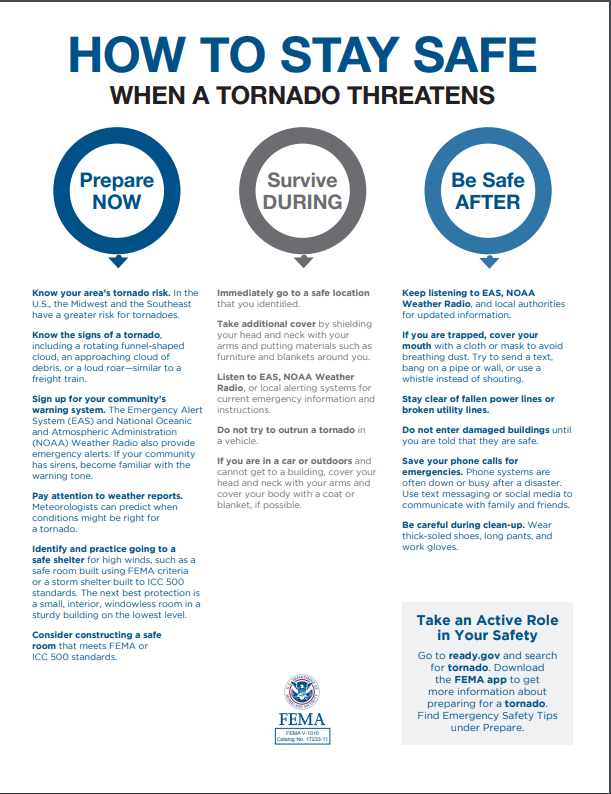 HOW TO STAY SAFE
WHEN A TORNADO THREATENS
Prepare
NOW
Know your area's tornado risk. In the
U.S., the Midwest and the Southeast
have a greater risk for tornadoes.
Know the signs of a tornado,
including a rotating funnel-shaped
cloud, an approaching cloud of
debris, or a loud roar—similar to a
freight train.
Sign up for your community's
warning system. The Emergency Alert
System (EAS) and National Oceanic
and Atmospheric Administration
(NOAA) Weather Radio also provide
emergency alerts. If your community
has sirens, become familiar with the
warning tone.
Pay attention to weather reports.
Meteorologists can predict when
conditions might be right for
a tornado.
Identify and practice going to a
safe shelter for high winds, such as a
safe room built using FEMA criteria
or a storm shelter built to ICC 500
standards. The next best protection is
a small, interior, windowless room in a
sturdy building on the lowest level.
Consider constructing a safe
room that meets FEMA or
ICC 500 standards.
Survive
DURING
Immediately go to a safe location
that you identified.
Take additional cover by shielding
your head and neck with your
arms and putting materials such as
furniture and blankets around you.
Listen to EAS, NOAA Weather
Radio, or local alerting systems for
current emergency information and
instructions.
Do not try to outrun a tornado in
a vehicle.
If you are in a car or outdoors and
cannot get to a building, cover your
head and neck with your arms and
cover your body with a coat or
blanket, if possible.
Be Safe
AFTER
Keep listening to EAS, NOAA
Weather Radio, and local authorities
for updated information.
If you are trapped, cover your
mouth with a cloth or mask to avoid
breathing dust. Try to send a text,
bang on a pipe or wall, or use a
whistle instead of shouting.
Stay clear of fallen power lines or
broken utility lines.
Do not enter damaged buildings until
you are told that they are safe.
Save your phone calls for
emergencies. Phone systems are
often down or busy after a disaster.
Use text messaging or social media to
communicate with family and friends.
Be careful during clean-up. Wear
thick-soled shoes, long pants, and
work gloves.
Take an Active Role
in Your Safety
Go to ready.gov and search
for tornado. Download
the FEMA app to get
more information about
preparing for a tornado.
Find Emergency Safety Tips
under Prepare.
FEMA
FEMA V-1010
Catalog No. 17233-11